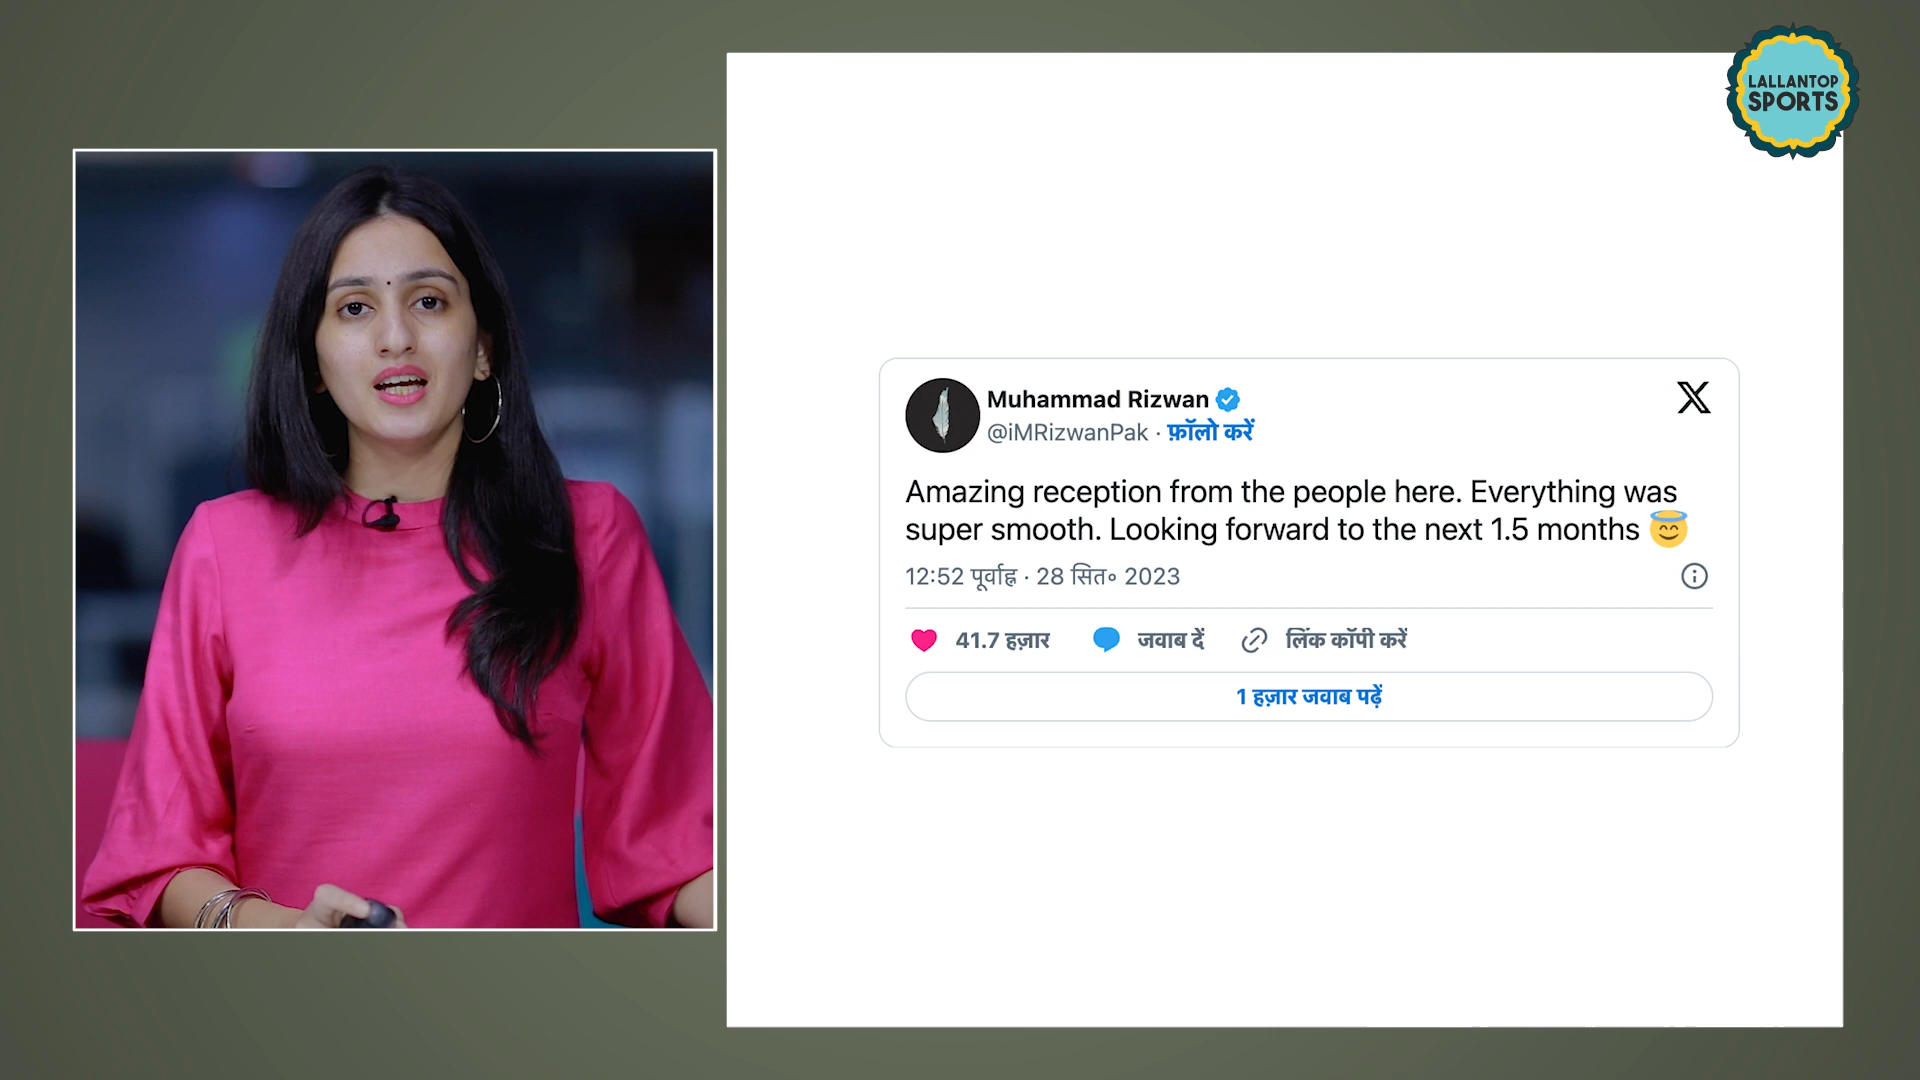 LALLANTOP
SPORTS
Muhammad Rizwan
@iMRizwanPak · फ़ॉलो करें
Amazing reception from the people here. Everything was
super smooth. Looking forward to the next 1.5 months 😇
12:52 पूर्वाह्न · 28 सित॰ 2023
41.7 हज़ार जवाब दें लिंक कॉपी करें
1 हज़ार जवाब पढ़ें